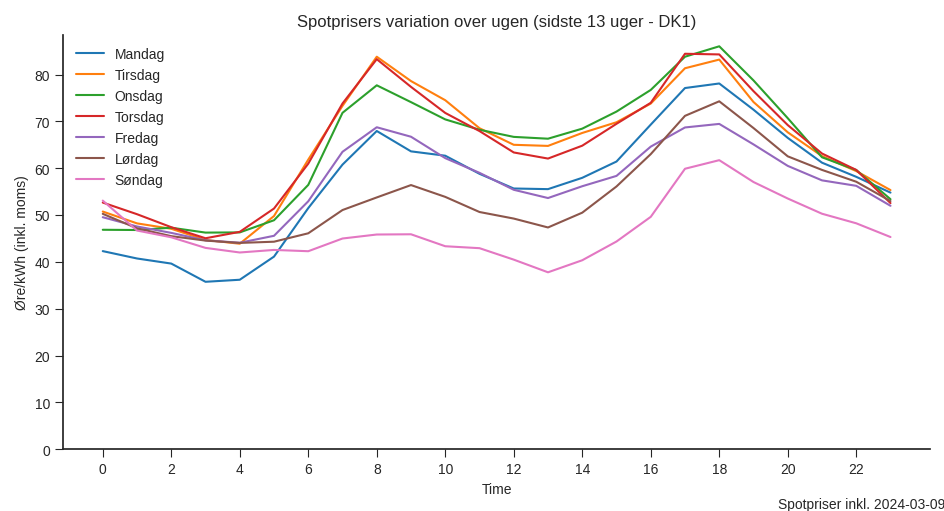 Spotprisers variation over ugen (sidste 13 uger - DK1)
Mandag
Tirsdag
Onsdag
Torsdag
Fredag
Lørdag
Søndag
Øre/kWh (inkl. moms)
80
70
60
50
40
30
20
10
0
0 2 4 6 8 10 12 14 16 18 20 22
Time
Spotpriser inkl. 2024-03-09